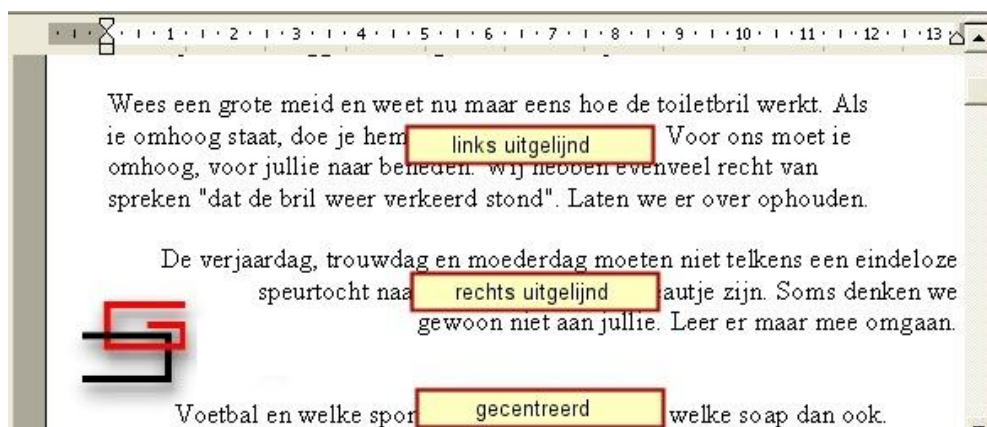 1 2 3 4 5 6 7 8 9 10 11 12 13
Wees een grote meid en weet nu maar eens hoe de toiletbril werkt. Als
ie omhoog staat, doe je hem links uitgelijnd Voor ons moet ie
omhoog, voor jullie naar beneden. Wij hebben evenveel recht van
spreken "dat de bril weer verkeerd stond". Laten we er over ophouden.
De verjaardag, trouwdag en moederdag moeten niet telkens een eindeloze
speurtocht naa rechts uitgelijnd autje zijn. Soms denken we
gewoon niet aan jullie. Leer er maar mee omgaan.
Voetbal en welke spor gecentreerd welke soap dan ook.